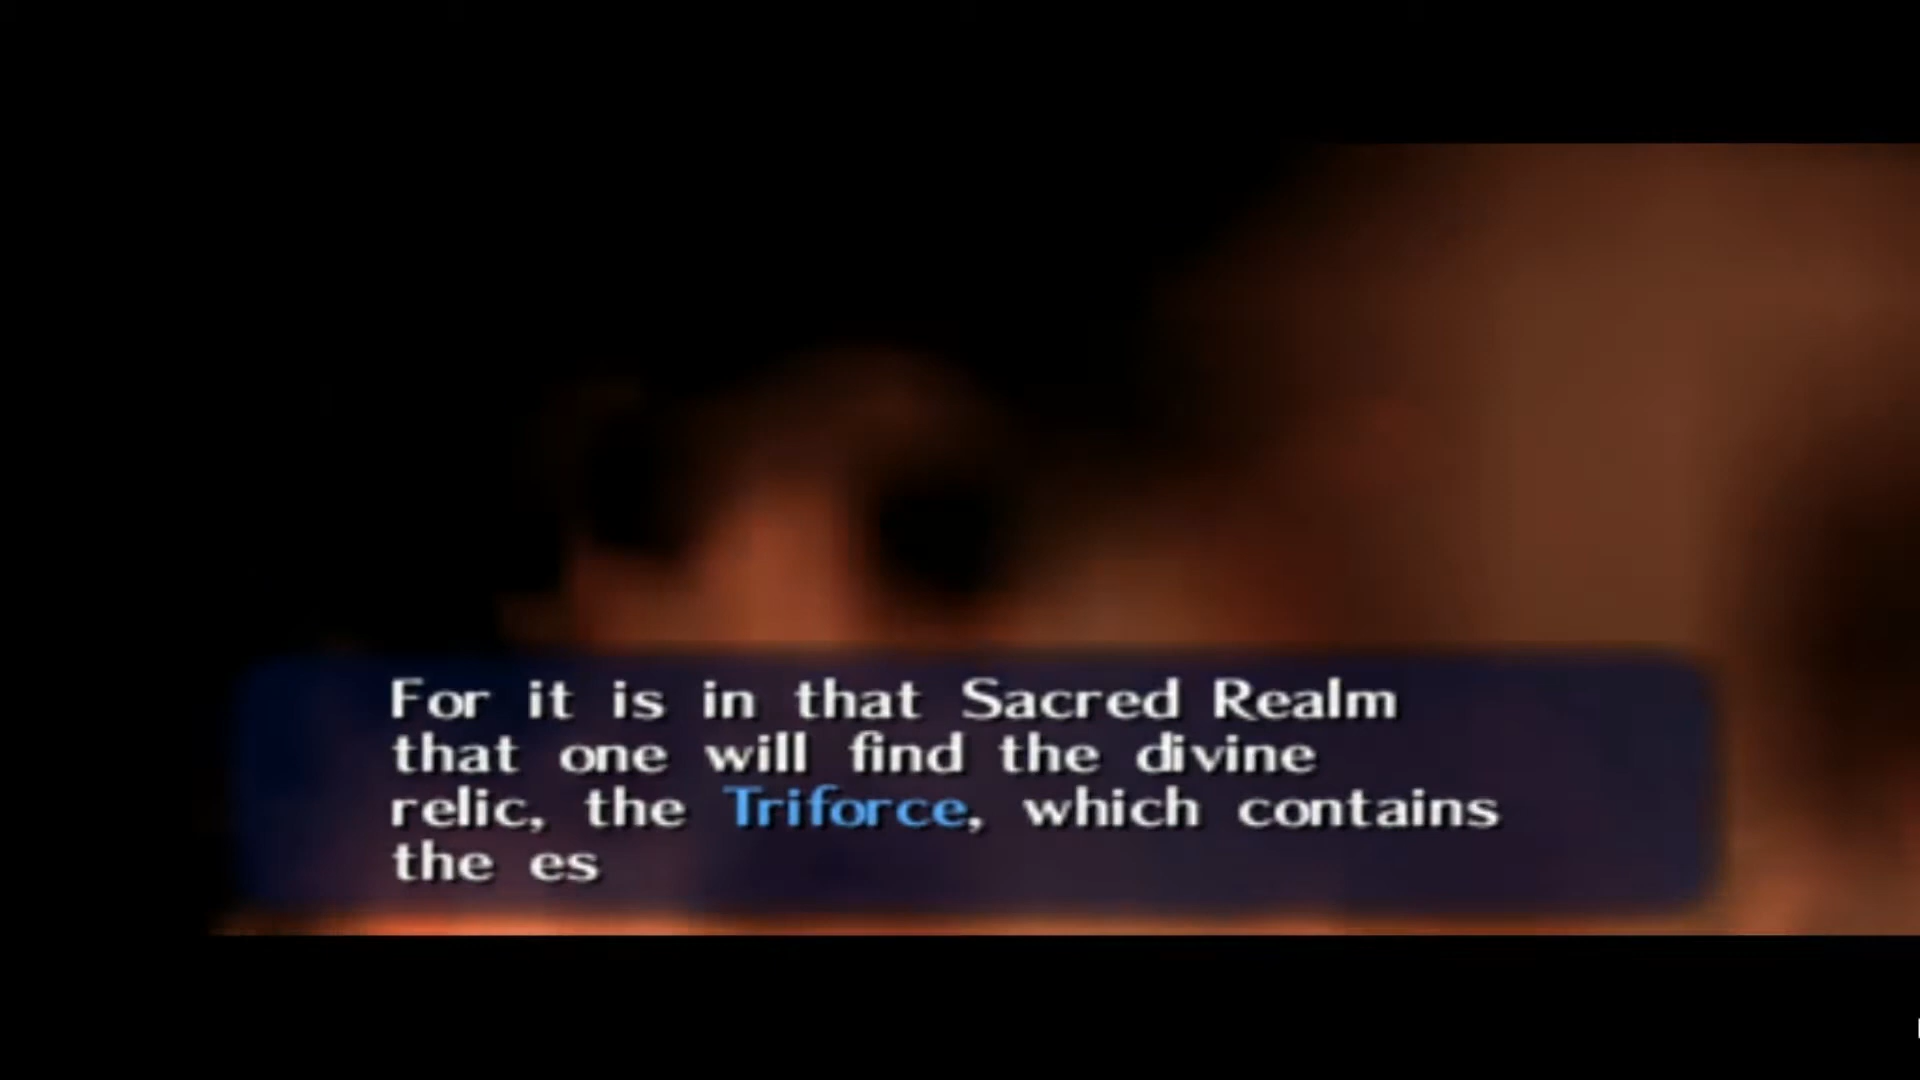 For it is in that Sacred Realm
that one will find the divine
relic, the Triforce, which contains
the es